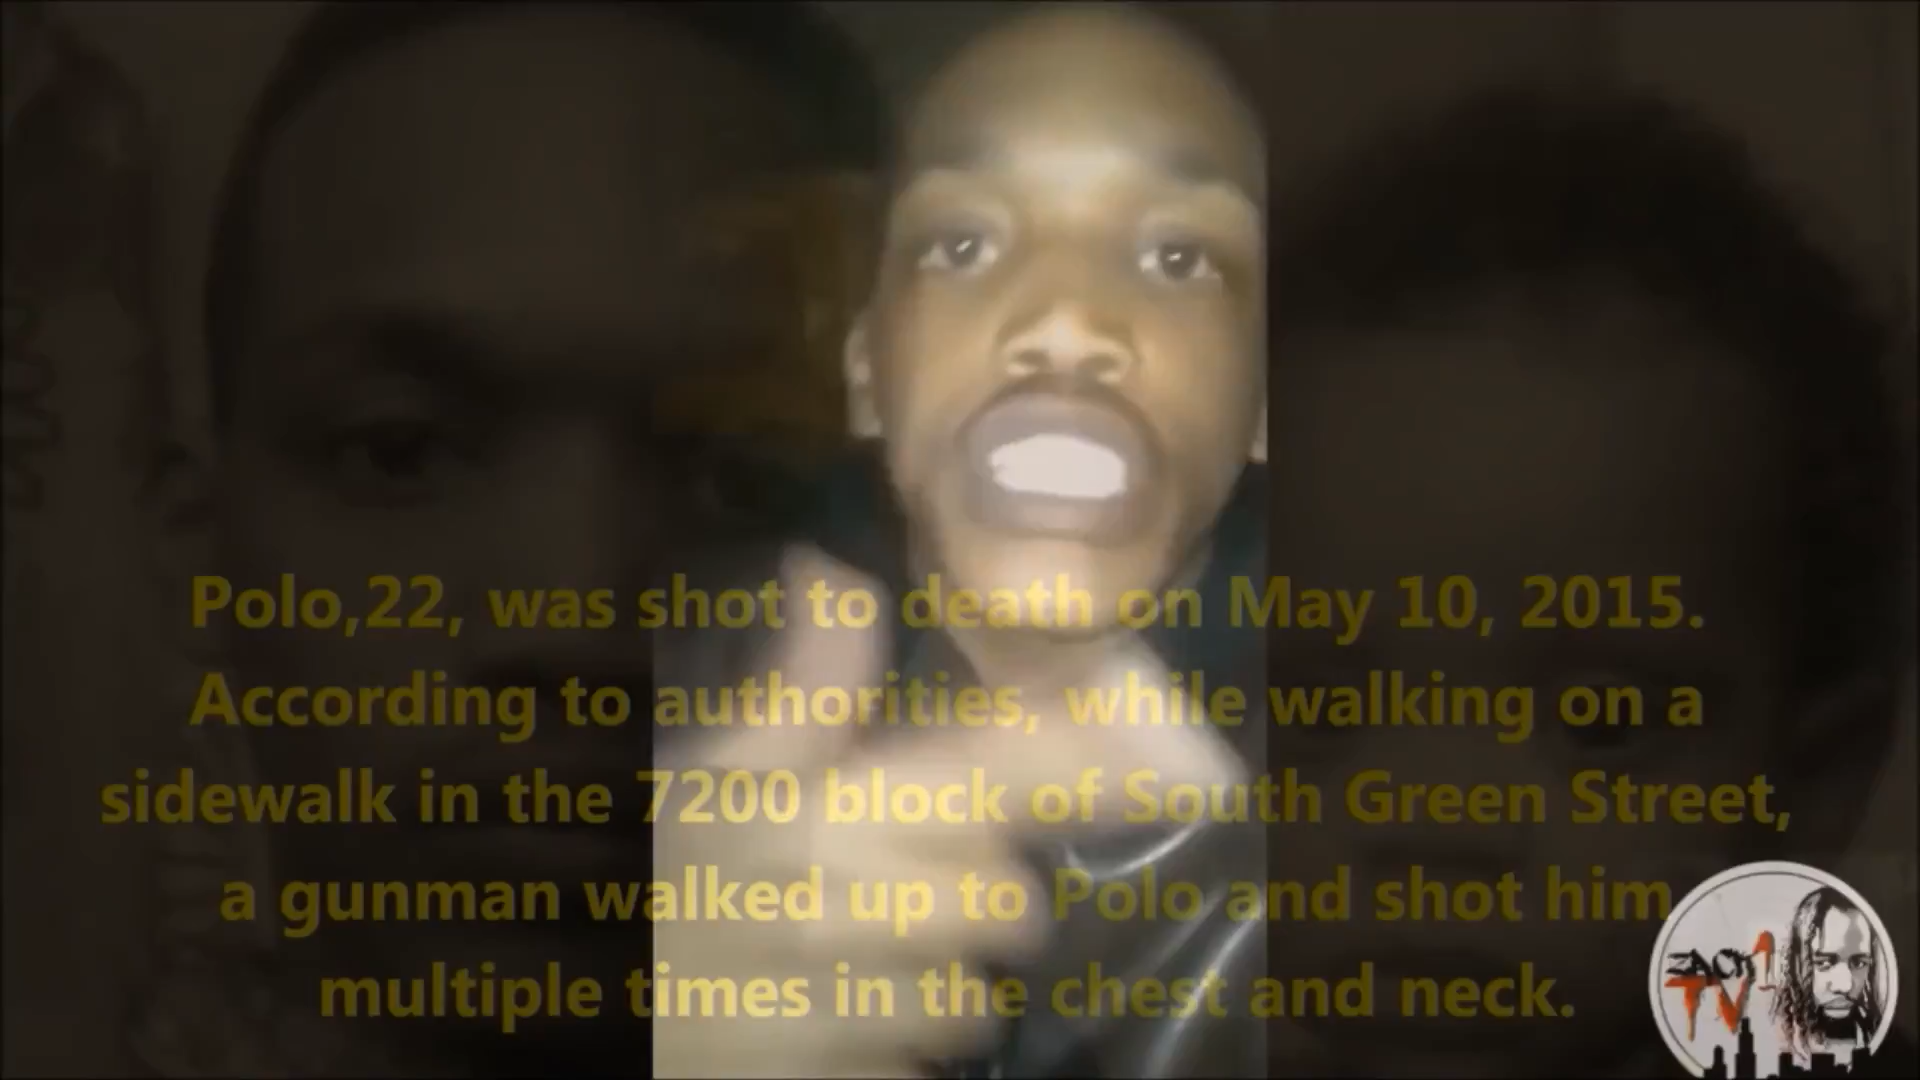 Polo,22, was shot to death on May 10, 2015.
According to authorities, while walking on a
sidewalk in the 7200 block of South Green Street,
a gunman walked up to Polo and shot him
multiple times in the chest and neck.
ZACK
TV1